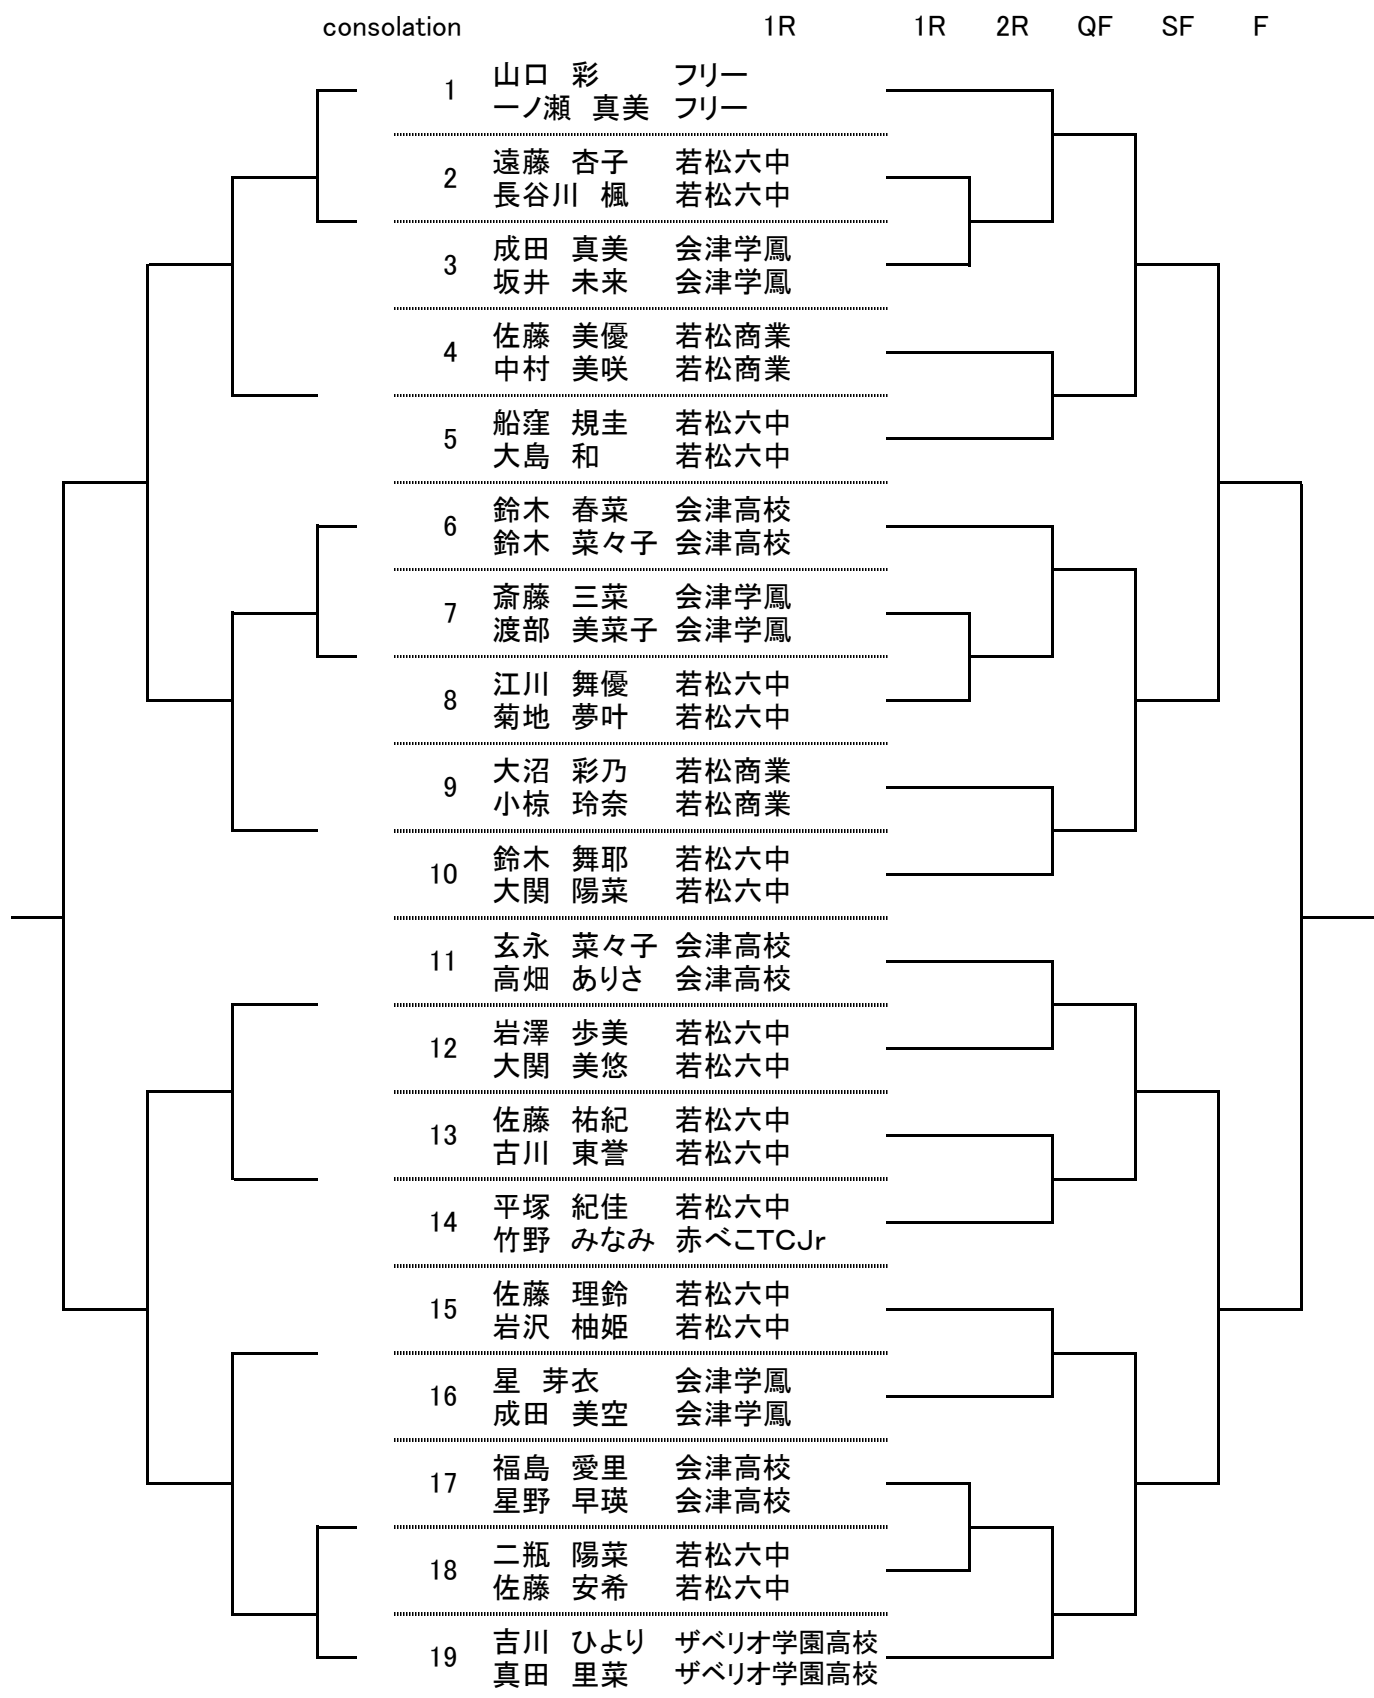 consolation 1R 1R 2R QF SF F
1 山口 彩 フリー
一ノ瀬 真美 フリー
2 遠藤 杏子 若松六中
長谷川 楓 若松六中
3 成田 真美 会津学鳳
坂井 未来 会津学鳳
4 佐藤 美優 若松商業
中村 美咲 若松商業
5 船窪 規圭 若松六中
大島 和 若松六中
6 鈴木 春菜 会津高校
鈴木 菜々子 会津高校
7 斎藤 三菜 会津学鳳
渡部 美菜子 会津学鳳
8 江川 舞優 若松六中
菊地 夢叶 若松六中
9 大沼 彩乃 若松商業
小椋 玲奈 若松商業
10 鈴木 舞耶 若松六中
大関 陽菜 若松六中
11 玄永 菜々子 会津高校
高畑 ありさ 会津高校
12 岩澤 歩美 若松六中
大関 美悠 若松六中
13 佐藤 祐紀 若松六中
古川 東誉 若松六中
14 平塚 紀佳 若松六中
竹野 みなみ 赤べこTCJr
15 佐藤 理鈴 若松六中
岩沢 柚姫 若松六中
16 星 芽衣 会津学鳳
成田 美空 会津学鳳
17 福島 愛里 会津高校
星野 早瑛 会津高校
18 二瓶 陽菜 若松六中
佐藤 安希 若松六中
19 吉川 ひより ザベリオ学園高校
真田 里菜 ザベリオ学園高校